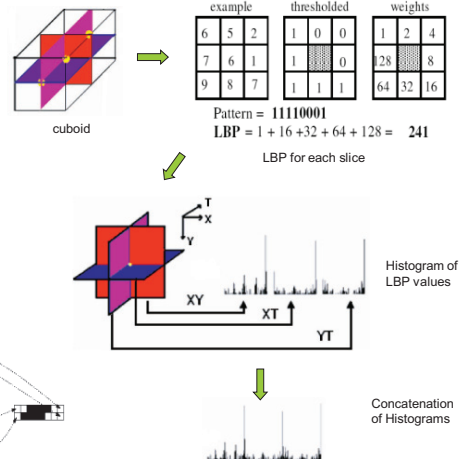 example thresholded weights
6 5 2 1 0 0 1 2 4
7 6 1 1 0 128 8
9 8 7 1 1 1 64 32 16
cuboid
Pattern = 11110001
LBP = 1 + 16 +32 + 64 + 128 = 241
LBP for each slice
T
X
Y
Histogram of
LBP values
XY
XT
YT
Concatenation
of Histograms